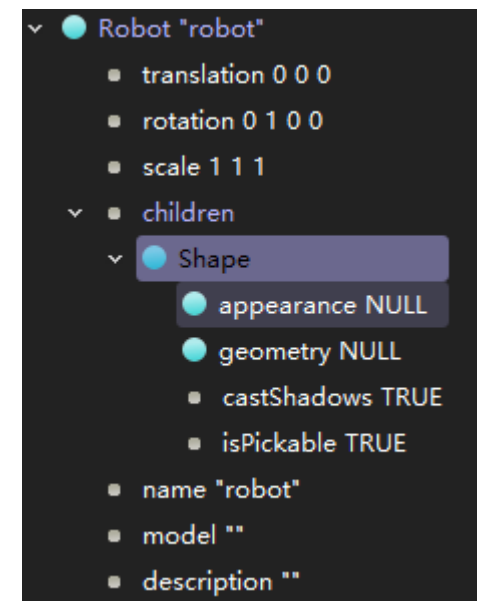 Robot "robot"
translation 0 0 0
rotation 0 1 0 0
scale 1 1 1
children
Shape
appearance NULL
geometry NULL
castShadows TRUE
isPickable TRUE
name "robot"
model ""
description ""